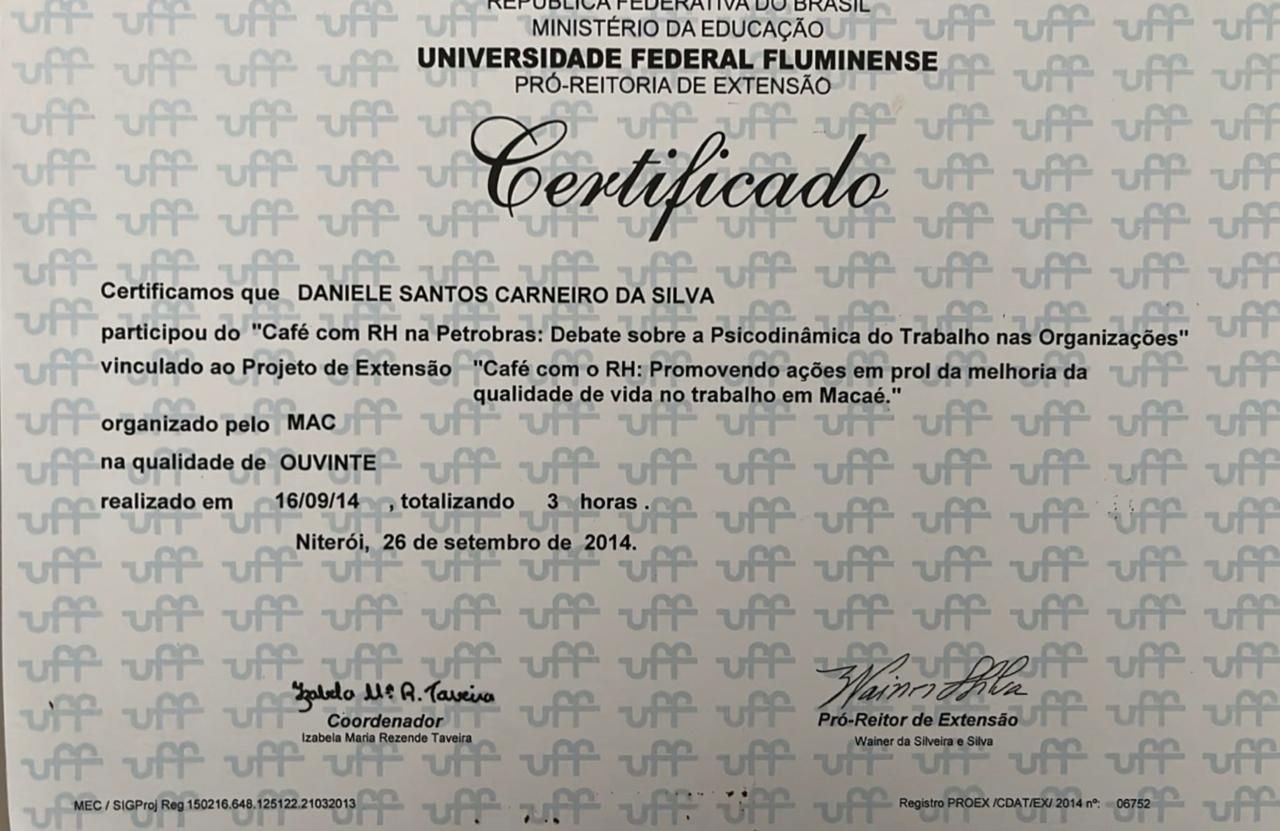 REPÚBLICA FEDERATIVA DO BRASIL
MINISTÉRIO DA EDUCAÇÃO
UNIVERSIDADE FEDERAL FLUMINENSE
PRÓ-REITORIA DE EXTENSÃO
Certificado
Certificamos que DANIELE SANTOS CARNEIRO DA SILVA
participou do "Café com RH na Petrobras: Debate sobre a Psicodinâmica do Trabalho nas Organizações"
vinculado ao Projeto de Extensão "Café com o RH: Promovendo ações em prol da melhoria da
qualidade de vida no trabalho em Macaé."
organizado pelo MAC
na qualidade de OUVINTE
realizado em 16/09/14 , totalizando 3 horas .
Niterói, 26 de setembro de 2014.
Izabela Mª R. Taveira
Wainer Silva
Coordenador
Pró-Reitor de Extensão
Izabela Maria Rezende Taveira
Wainer da Silveira e Silva
MEC / SIGProj Reg 150216.648.125122.21032013
Registro PROEX /CDAT/EX/ 2014 nº: 06752